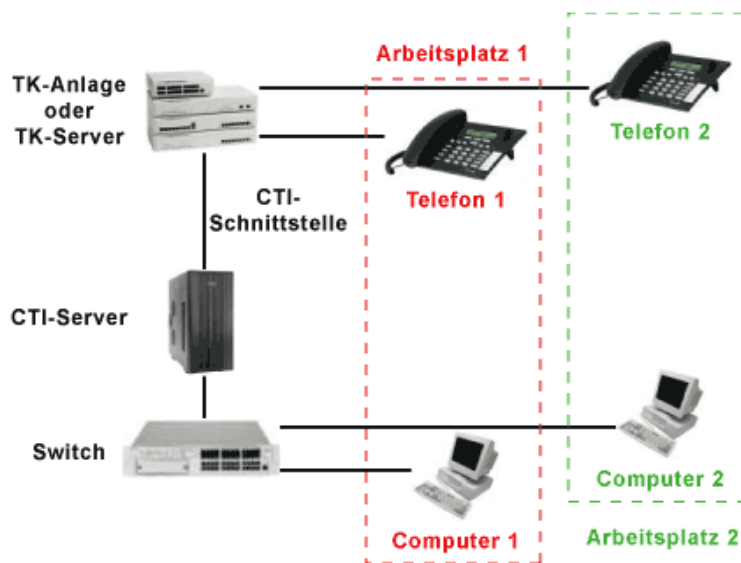 Arbeitsplatz 1
TK-Anlage
oder
TK-Server
Telefon 2
Telefon 1
CTI-
Schnittstelle
CTI-Server
Switch
Computer 2
Computer 1
Arbeitsplatz 2